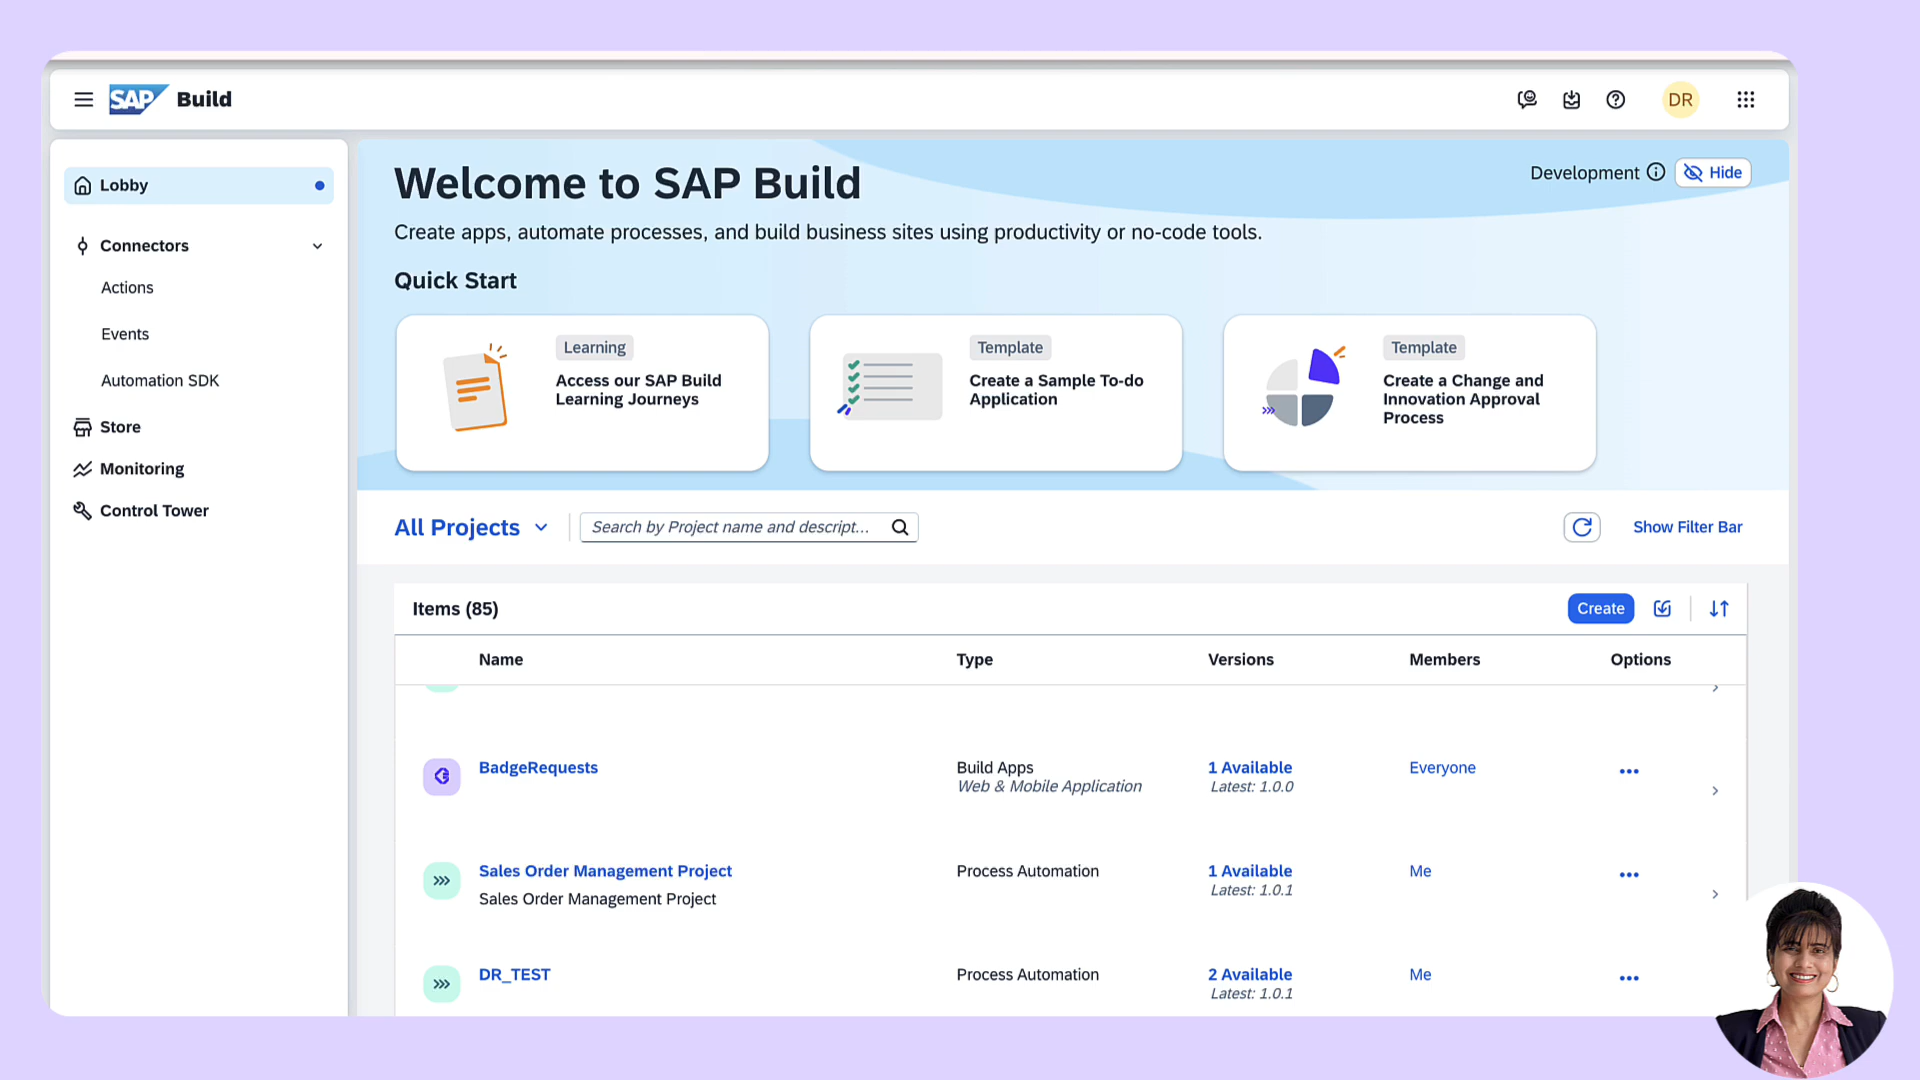 SAP Build
DR
Lobby
Connectors
Actions
Events
Automation SDK
Store
Monitoring
Control Tower
Welcome to SAP Build
Development
Hide
Create apps, automate processes, and build business sites using productivity or no-code tools.
Quick Start
Learning
Access our SAP Build
Learning Journeys
Template
Create a Sample To-do
Application
Template
Create a Change and
Innovation Approval
Process
All Projects
Search by Project name and descript...
Show Filter Bar
Items (85)
Create
Name Type Versions Members Options
BadgeRequests Build Apps 1 Available Everyone
Web & Mobile Application Latest: 1.0.0
Sales Order Management Project Process Automation 1 Available Me
Sales Order Management Project Latest: 1.0.1
DR_TEST Process Automation 2 Available Me
Latest: 1.0.1